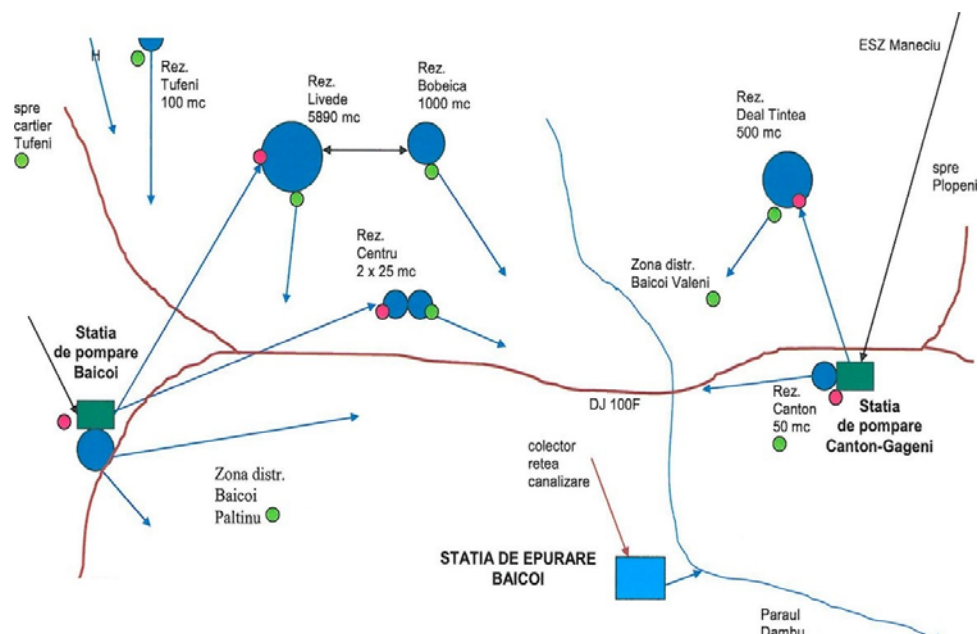 H
Rez.
Tufeni
100 mc
Rez.
Livede
5890 mc
Rez.
Bobeica
1000 mc
ESZ Maneciu
Rez.
Deal Tintea
500 mc
spre
cartier
Tufeni
spre
Plopeni
Rez.
Centru
2 x 25 mc
Zona distr.
Baicoi Valeni
Statia
de pompare
Baicoi
DJ 100F
Rez.
Canton
50 mc
Statia
de pompare
Canton-Gageni
colector
retea
canalizare
Zona distr.
Baicoi
Paltinu
STATIA DE EPURARE
BAICOI
Paraul
Dambu